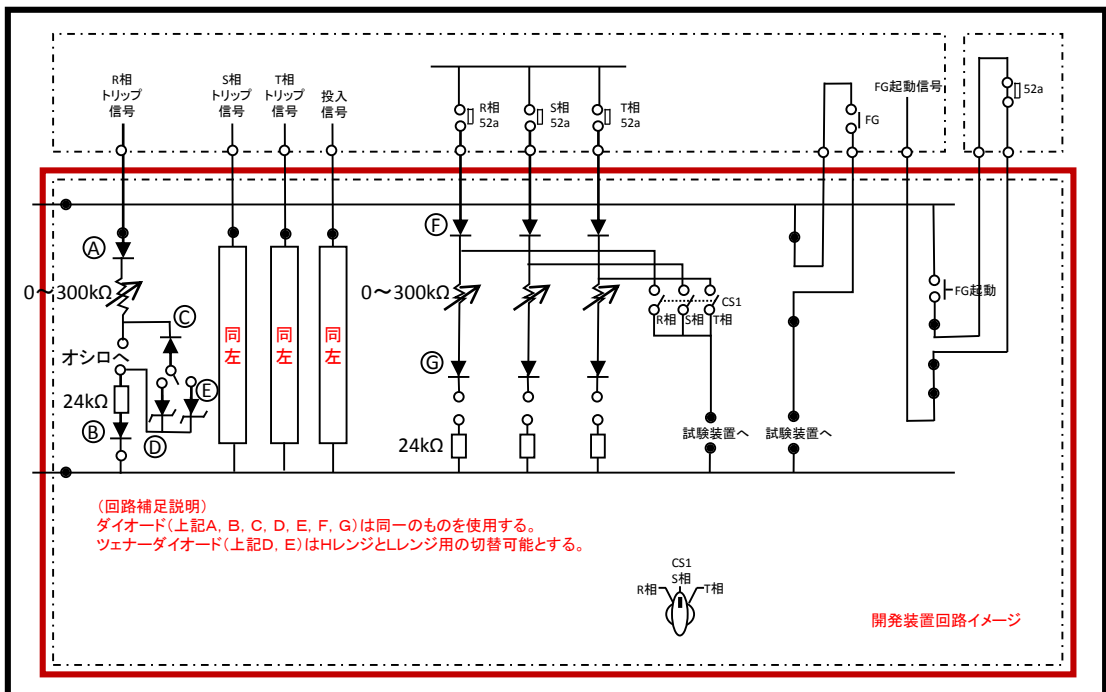 R相
トリップ
信号
S相
トリップ
信号
T相
トリップ
信号
投入
信号
R相
52a
S相
52a
T相
52a
FG
FG起動信号
52a
A
0～300kΩ
C
オシロへ
E
24kΩ
B
D
同
左
同
左
同
左
F
0～300kΩ
G
24kΩ
CS1
R相
S相
T相
試験装置へ
試験装置へ
FG起動
（回路補足説明）
ダイオード（上記A, B, C, D, E, F, G）は同一のものを使用する。
ツェナーダイオード（上記D, E）はHレンジとLレンジ用の切替可能とする。
CS1
S相
R相
T相
開発装置回路イメージ